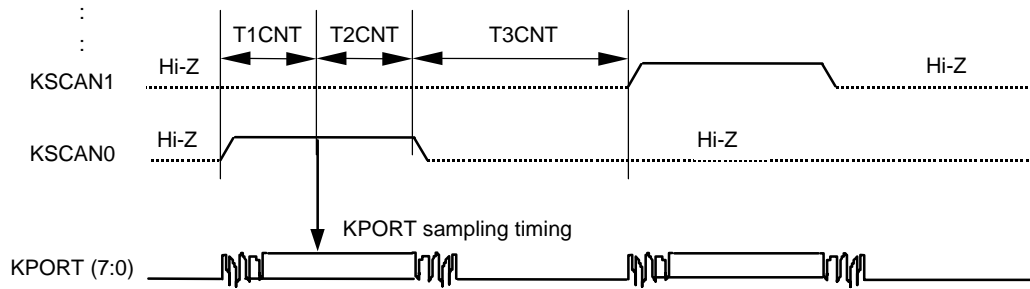 :
:
T1CNT T2CNT T3CNT
Hi-Z Hi-Z
KSCAN1
Hi-Z Hi-Z
KSCAN0
KPORT sampling timing
KPORT (7:0)